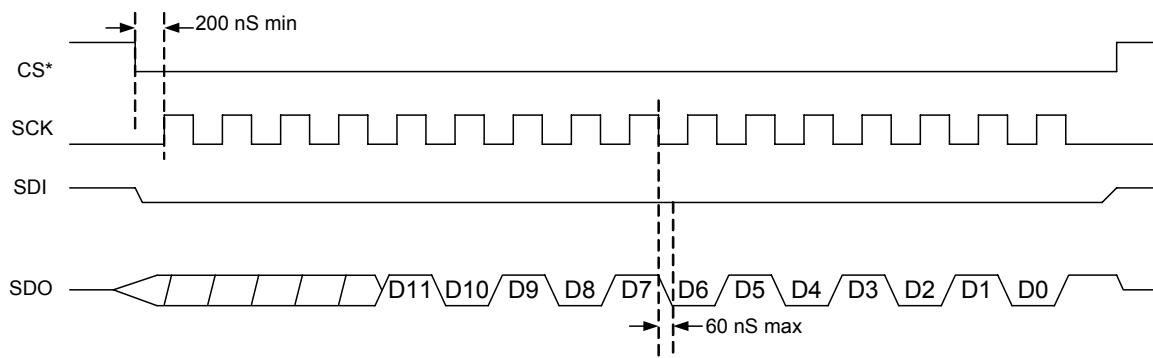 200 nS min
CS*
SCK
SDI
SDO
D11 D10 D9 D8 D7 D6 D5 D4 D3 D2 D1 D0
60 nS max